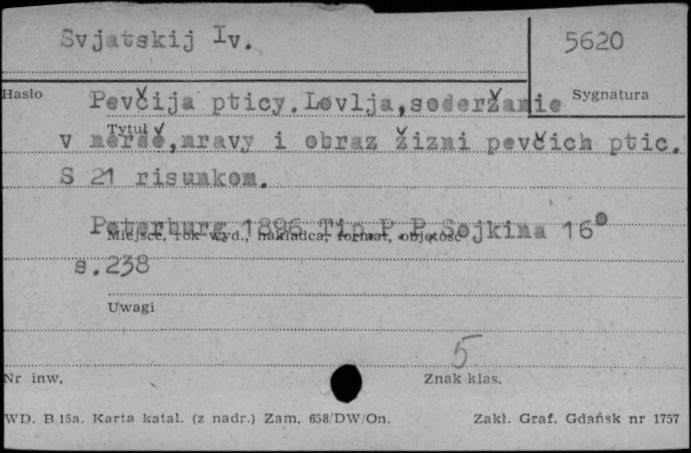 Svjatskij Iv.
5620
Hasło
Sygnatura
Pevčija pticy.Lovlja,soderžanie
Tytuł
v nerdě,nravy i obraz žizni pevčich ptic.
S 21 risunkom.
Peterburg 1896 Tip.P.P.Sojkina 16°
Miejsce, rok wyd., nakładca, format, objętość
s.238
Uwagi
5
Nr inw.
Znak klas.
WD. B 15a. Karta katal. (z nadr.) Zam. 658/DW/On.
Zakł. Graf. Gdańsk nr 1757